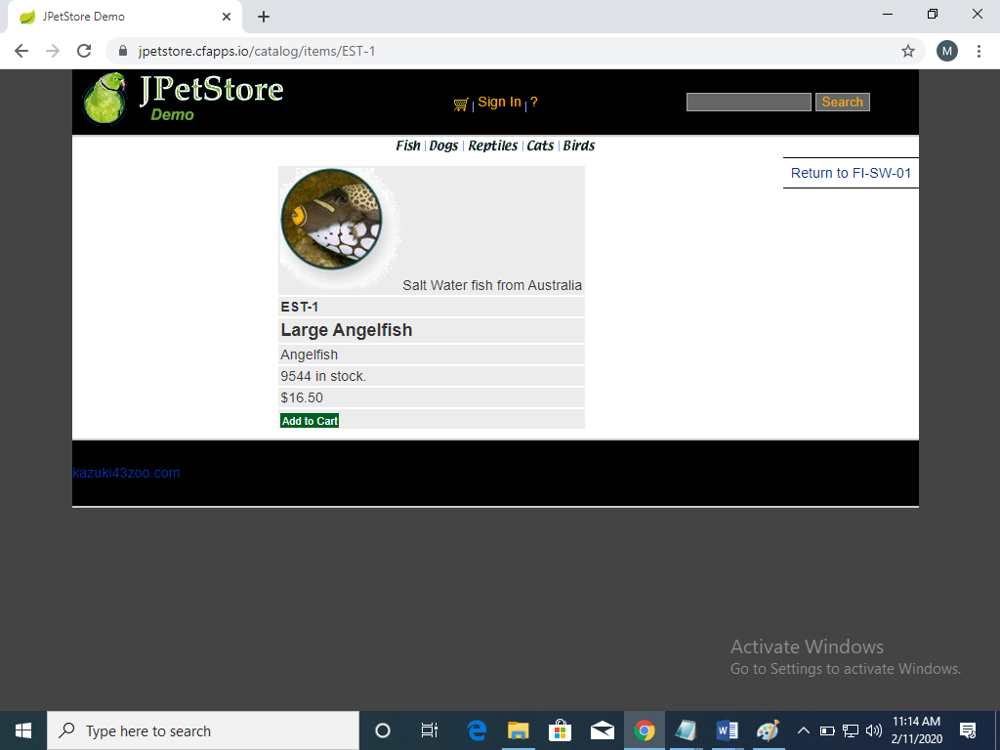 JPetStore Demo
jpetstore.cfapps.io/catalog/items/EST-1
M
JPetStore
Demo
| Sign In | ?
Search
Fish | Dogs | Reptiles | Cats | Birds
Return to FI-SW-01
Salt Water fish from Australia
EST-1
Large Angelfish
Angelfish
9544 in stock.
$16.50
Add to Cart
kazuki43zoo.com
Activate Windows
Go to Settings to activate Windows.
Type here to search
11:14 AM
2/11/2020